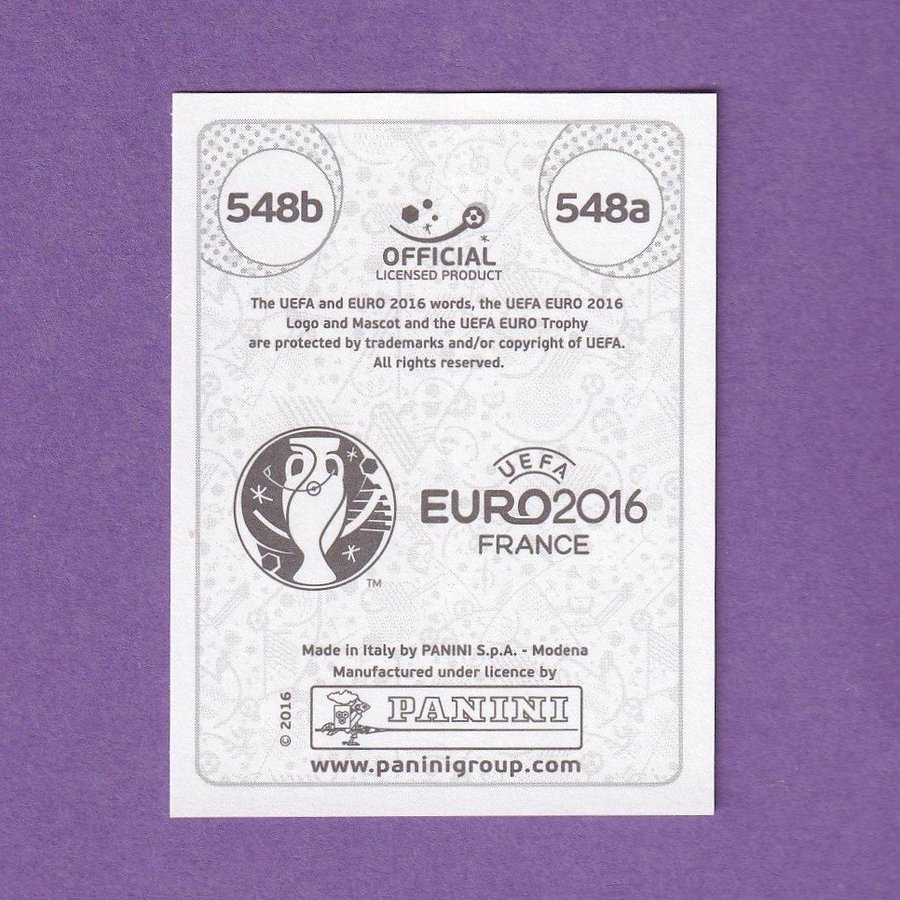 548b
548a
OFFICIAL
LICENSED PRODUCT
The UEFA and EURO 2016 words, the UEFA EURO 2016
Logo and Mascot and the UEFA EURO Trophy
are protected by trademarks and/or copyright of UEFA.
All rights reserved.
TM
UEFA
EURO2016
FRANCE
Made in Italy by PANINI S.p.A. - Modena
Manufactured under licence by
© 2016
PANINI
www.paninigroup.com